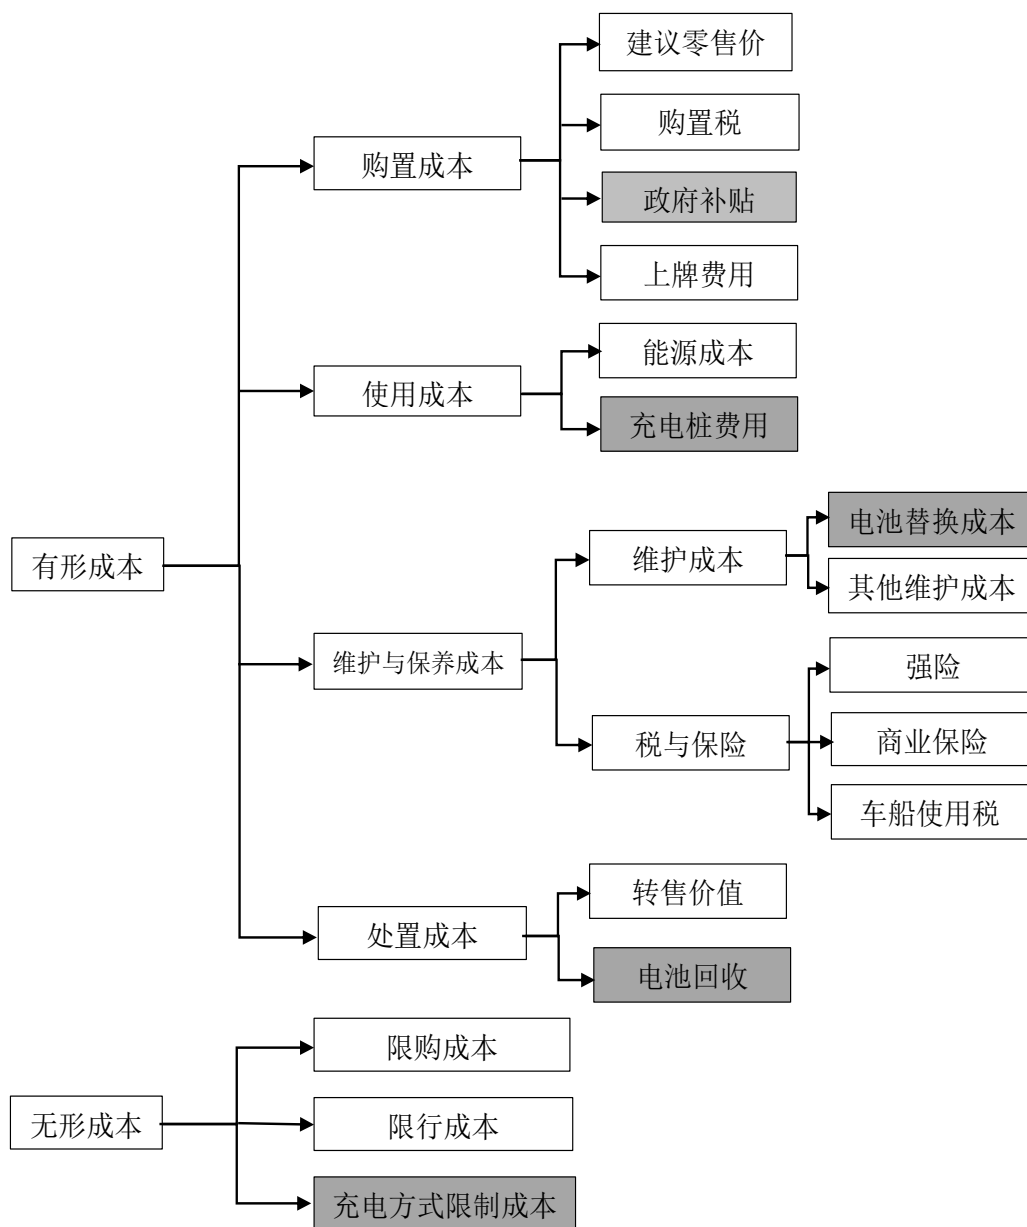 建议零售价
购置税
购置成本
政府补贴
上牌费用
能源成本
使用成本
充电桩费用
电池替换成本
维护成本
有形成本
其他维护成本
维护与保养成本
强险
税与保险
商业保险
车船使用税
转售价值
处置成本
电池回收
限购成本
无形成本
限行成本
充电方式限制成本